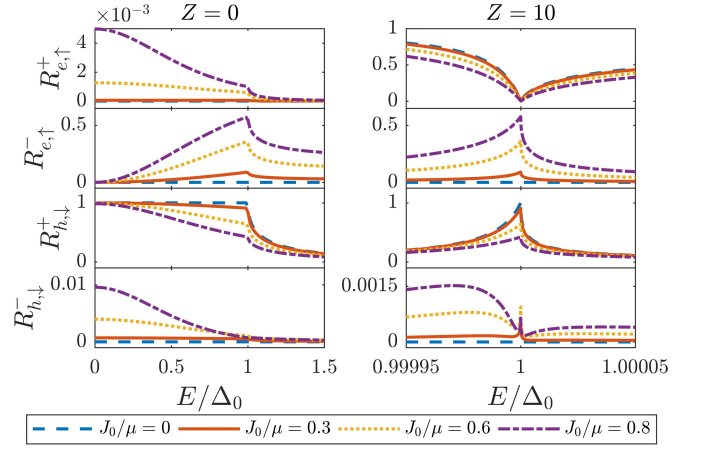 ×10⁻³ Z = 0 Z = 10
R⁺ₑ,↑ 4 2 0 1 0.5 0
R⁻ₑ,↑ 0.5 0 0.5 0
R⁺ₕ,↓ 1 0 1 0
R⁻ₕ,↓ 0.01 0 0.0015 0
0 0.5 1 1.5 0.99995 1 1.00005
E/Δ₀ E/Δ₀
J₀/μ = 0 J₀/μ = 0.3 J₀/μ = 0.6 J₀/μ = 0.8